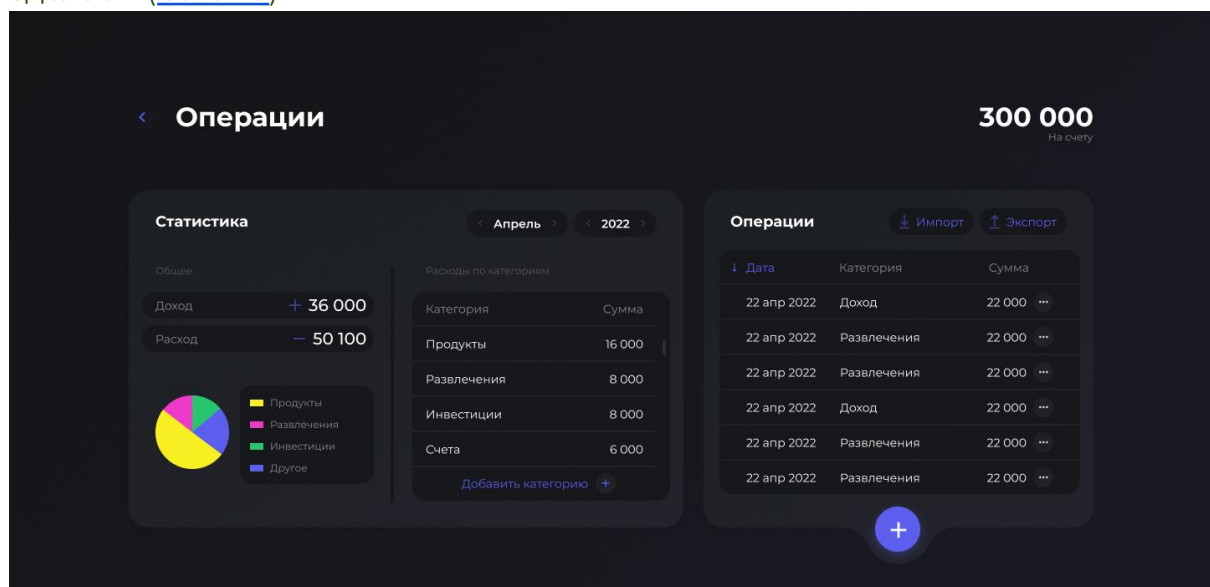 Операции
300 000
На счету
Статистика
Апрель
2022
Общее
Доход + 36 000
Расход − 50 100
Продукты
Развлечения
Инвестиции
Другое
Расходы по категориям
Категория Сумма
Продукты 16 000
Развлечения 8 000
Инвестиции 8 000
Счета 6 000
Добавить категорию +
Операции
Импорт
Экспорт
↓ Дата Категория Сумма
22 апр 2022 Доход 22 000 ···
22 апр 2022 Развлечения 22 000 ···
22 апр 2022 Развлечения 22 000 ···
22 апр 2022 Доход 22 000 ···
22 апр 2022 Развлечения 22 000 ···
22 апр 2022 Развлечения 22 000 ···
+